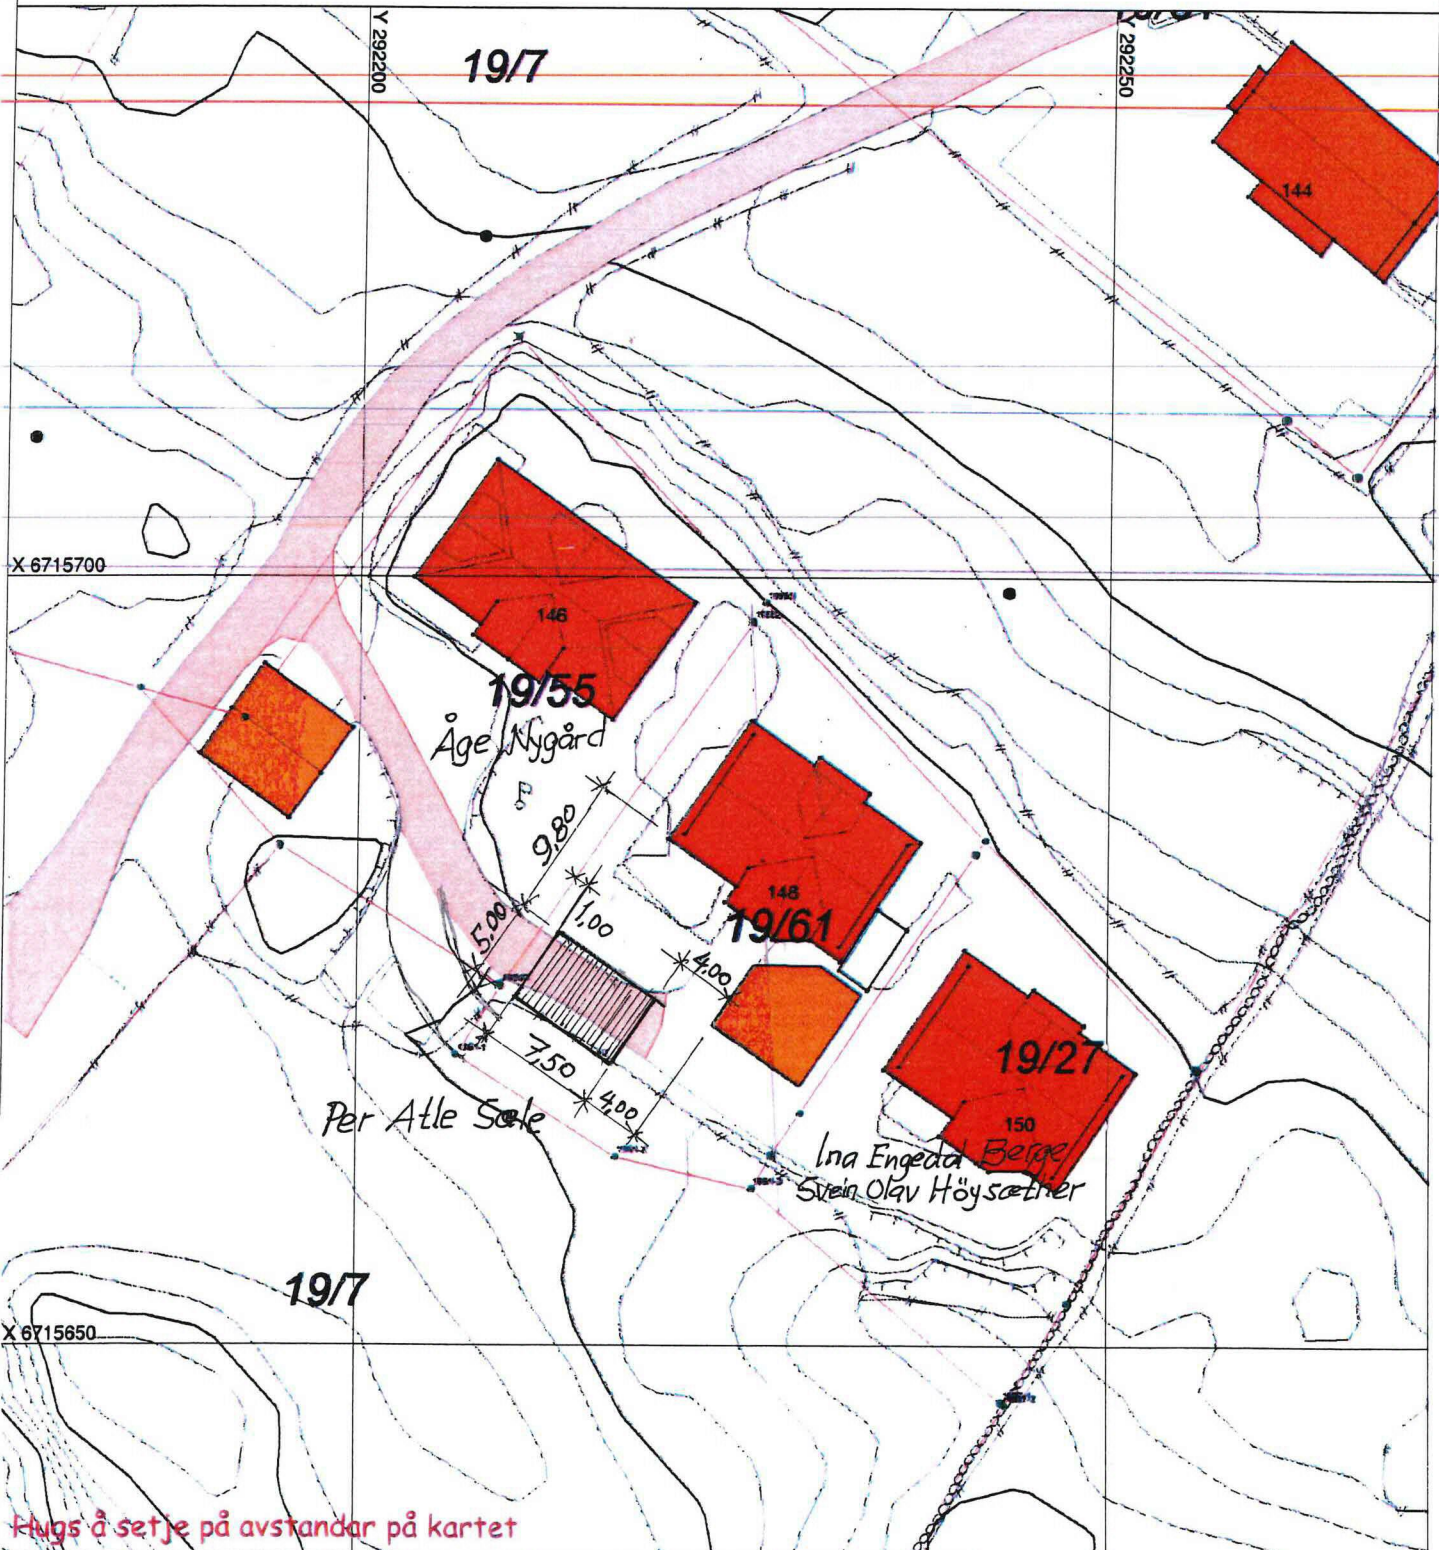 Y 292200
19/7
Y 292250
144
X 6715700
146
19/55
Åge Nygård
9,80
148
19/61
1,00
5,00
4,00
7,50
4,00
19/27
150
Per Atle Sæle
Ina Engedal Berge
Svein Olav Höysæther
19/7
X 6715650
Hugs å setje på avstandar på kartet